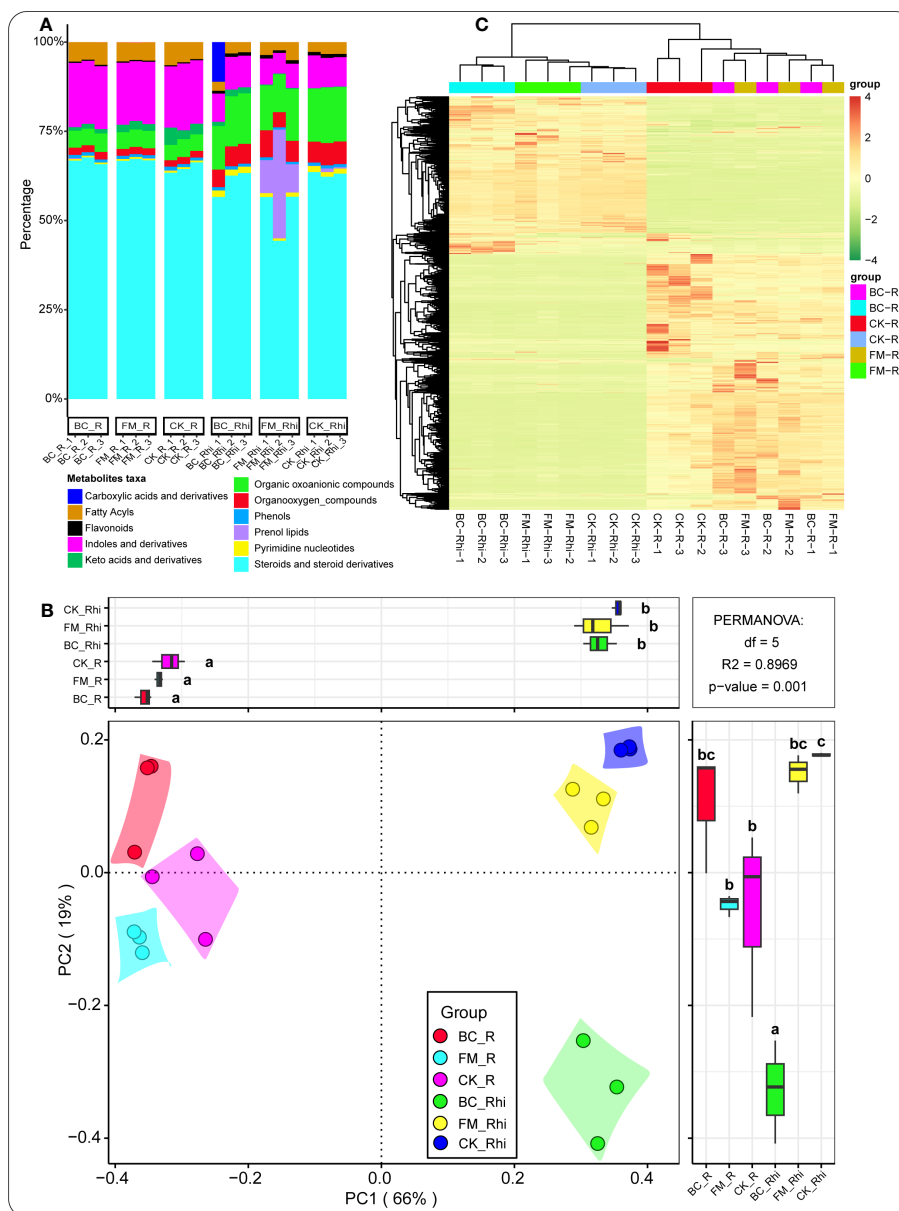 A
100%
75%
50%
25%
0%
Percentage
BC_R
FM_R
CK_R
BC_Rhi
FM_Rhi
CK_Rhi
BC_R_1
BC_R_2
BC_R_3
FM_R_1
FM_R_2
FM_R_3
CK_R_1
CK_R_2
CK_R_3
BC_Rhi_1
BC_Rhi_2
BC_Rhi_3
FM_Rhi_1
FM_Rhi_2
FM_Rhi_3
CK_Rhi_1
CK_Rhi_2
CK_Rhi_3
Metabolites taxa
Carboxylic acids and derivatives
Fatty Acyls
Flavonoids
Indoles and derivatives
Keto acids and derivatives
Organic oxoanionic compounds
Organooxygen_compounds
Phenols
Prenol lipids
Pyrimidine nucleotides
Steroids and steroid derivatives
C
group
4
2
0
−2
−4
group
BC−R
BC−R
CK−R
CK−R
FM−R
FM−R
BC−Rhi−1
BC−Rhi−2
BC−Rhi−3
FM−Rhi−1
FM−Rhi−3
FM−Rhi−2
CK−Rhi−1
CK−Rhi−2
CK−Rhi−3
CK−R−1
CK−R−3
CK−R−2
BC−R−3
FM−R−3
BC−R−2
FM−R−2
BC−R−1
FM−R−1
B
CK_Rhi
FM_Rhi
BC_Rhi
CK_R
FM_R
BC_R
b
b
b
a
a
a
PERMANOVA:
df = 5
R2 = 0.8969
p−value = 0.001
0.2
0.0
−0.2
−0.4
PC2 ( 19% )
−0.4
−0.2
0.0
0.2
0.4
PC1 ( 66% )
Group
BC_R
FM_R
CK_R
BC_Rhi
FM_Rhi
CK_Rhi
bc
b
b
a
bc
c
BC_R
FM_R
CK_R
BC_Rhi
FM_Rhi
CK_Rhi